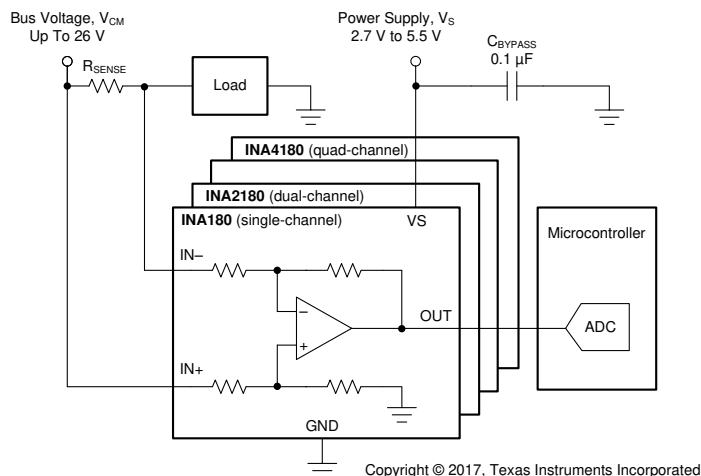 Bus Voltage, VCM
Up To 26 V
RSENSE
Load
Power Supply, VS
2.7 V to 5.5 V
CBYPASS
0.1 µF
INA4180 (quad-channel)
INA2180 (dual-channel)
INA180 (single-channel)
VS
Microcontroller
IN–
–
OUT
ADC
+
IN+
GND
Copyright © 2017, Texas Instruments Incorporated